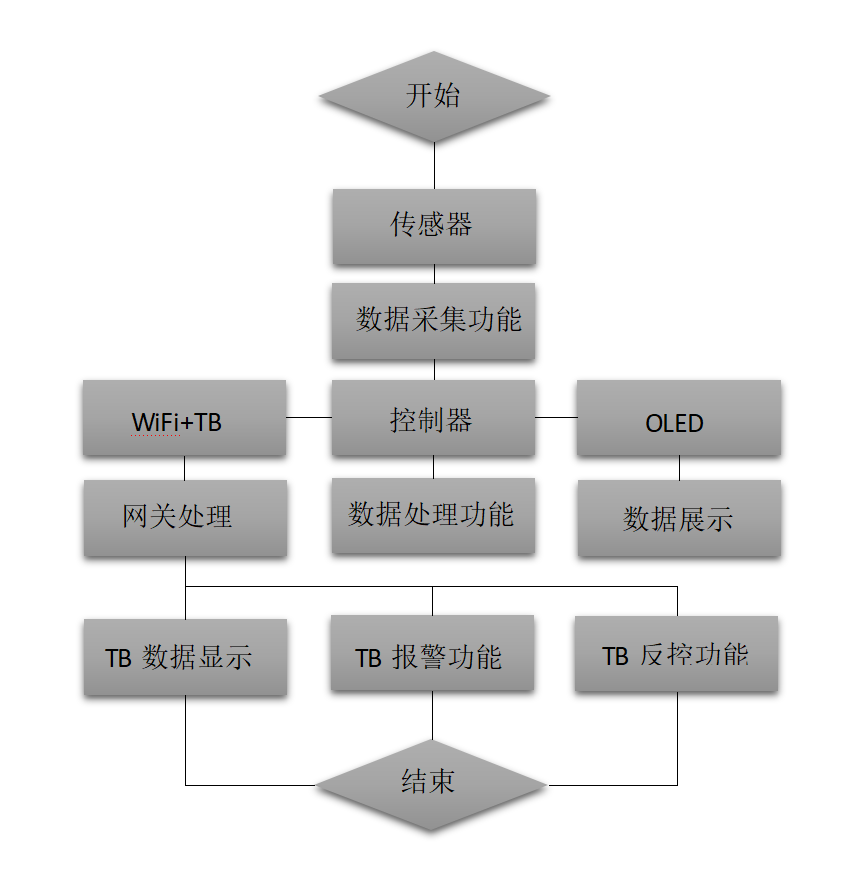 开始
传感器
数据采集功能
WiFi+TB
控制器
OLED
网关处理
数据处理功能
数据展示
TB 数据显示
TB 报警功能
TB 反控功能
结束